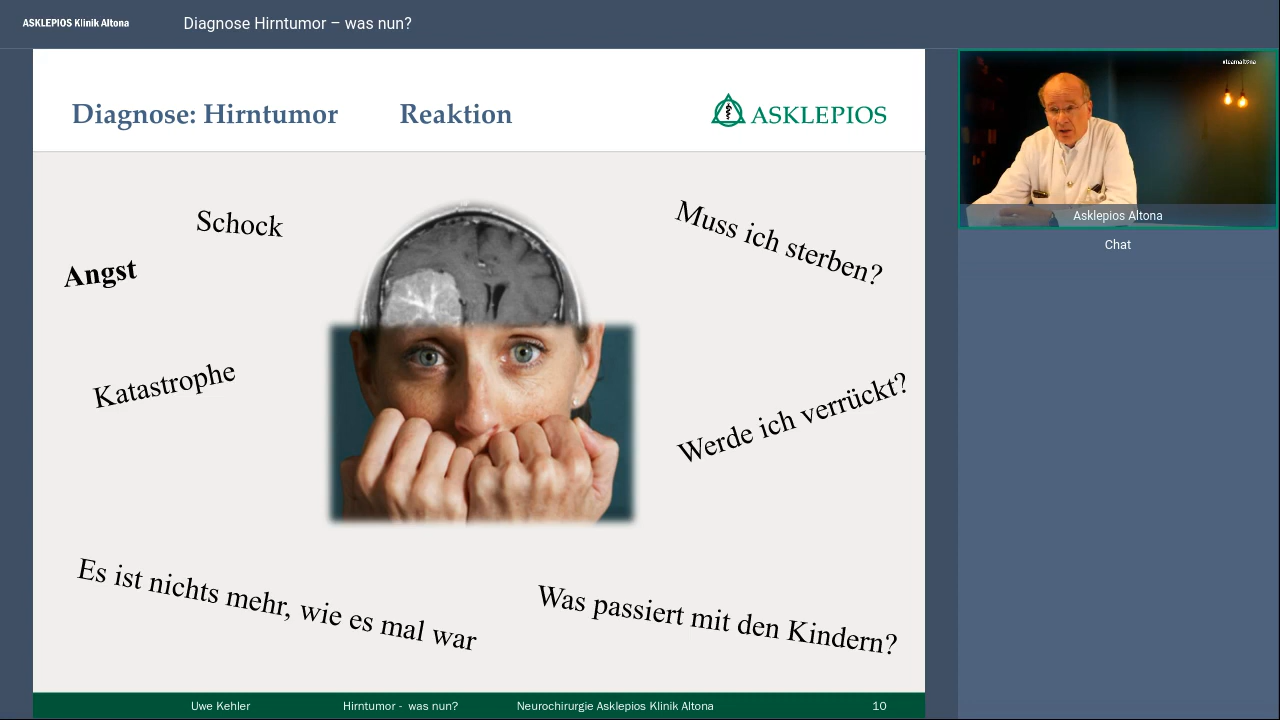 ASKLEPIOS Klinik Altona
Diagnose Hirntumor – was nun?
Diagnose: Hirntumor Reaktion
ASKLEPIOS
#teamaltona
Asklepios Altona
Chat
Schock
Muss ich sterben?
Angst
Katastrophe
Werde ich verrückt?
Es ist nichts mehr, wie es mal war
Was passiert mit den Kindern?
Uwe Kehler Hirntumor - was nun? Neurochirurgie Asklepios Klinik Altona 10